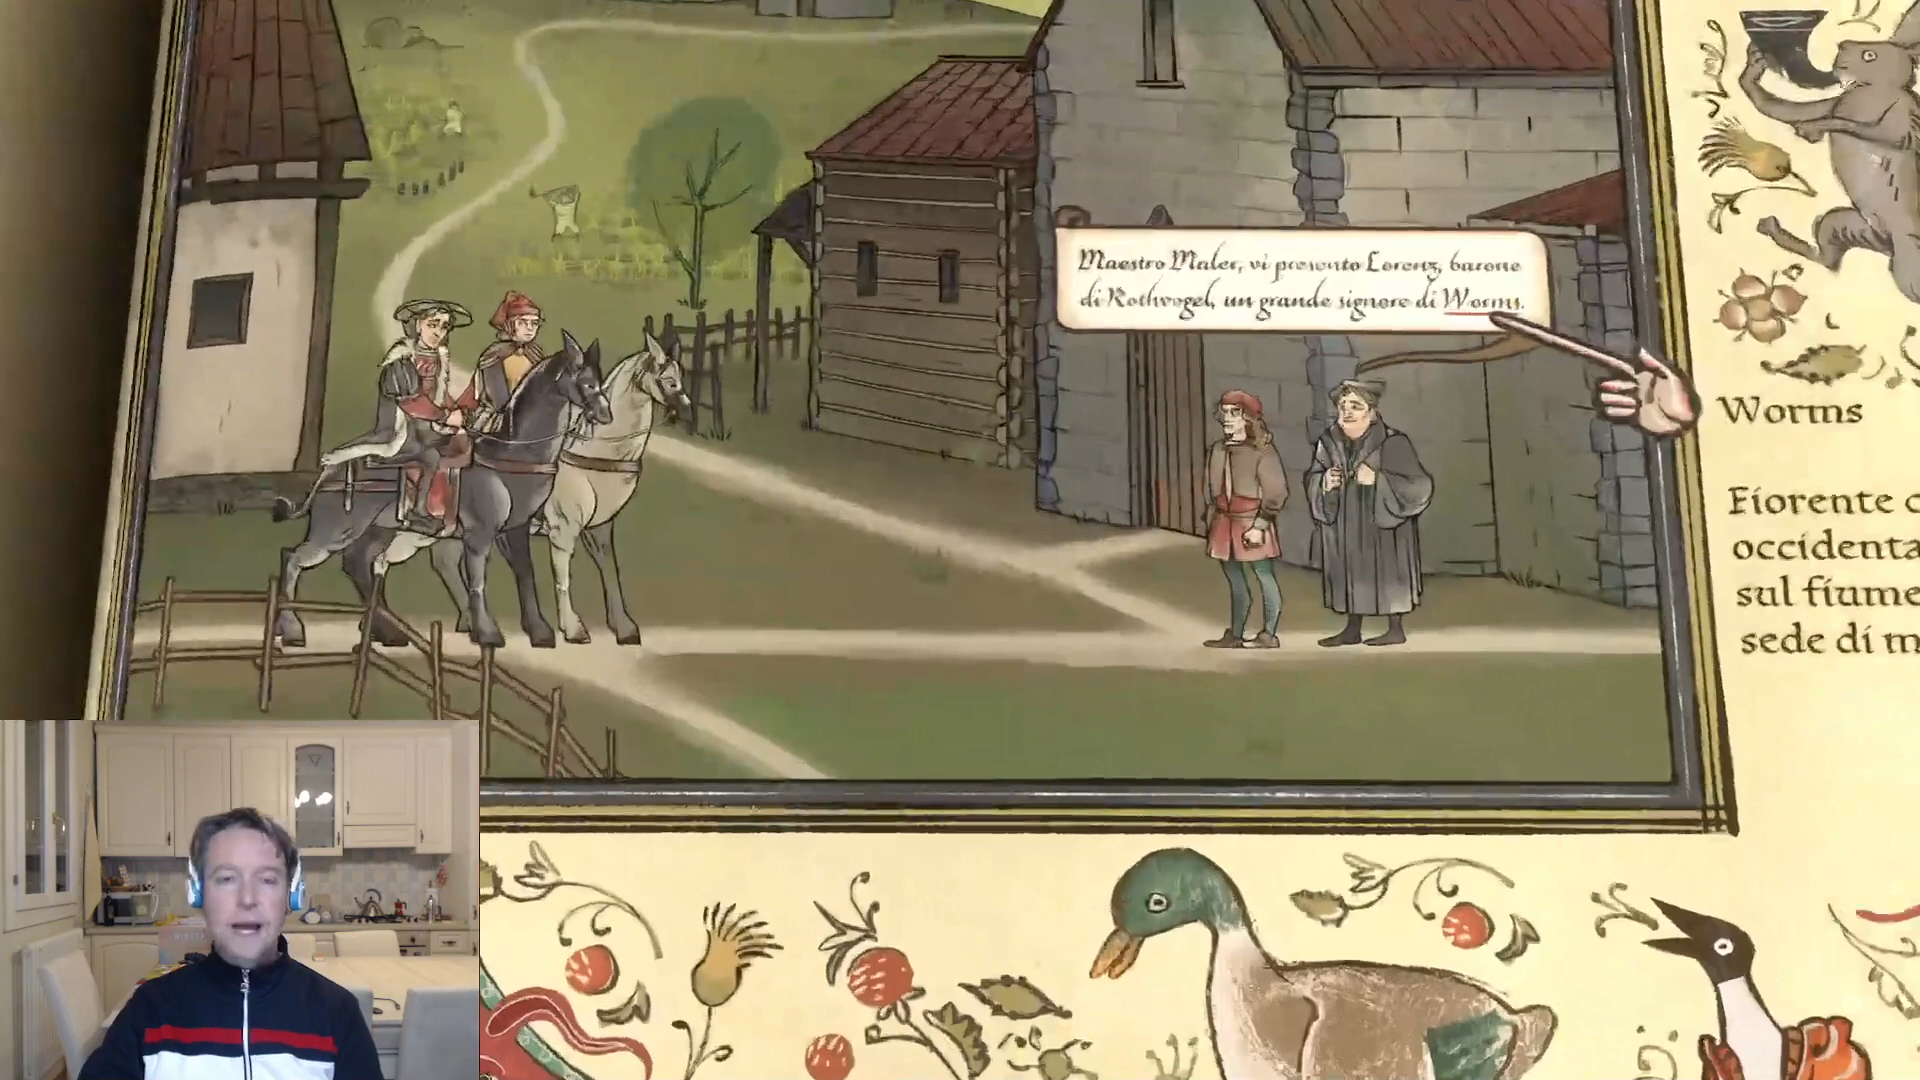 Maestro Maler, vi presento Lorenz, barone
di Rothvogel, un grande signore di Worms.
Worms
Fiorente
occidenta
sul fiume
sede di m